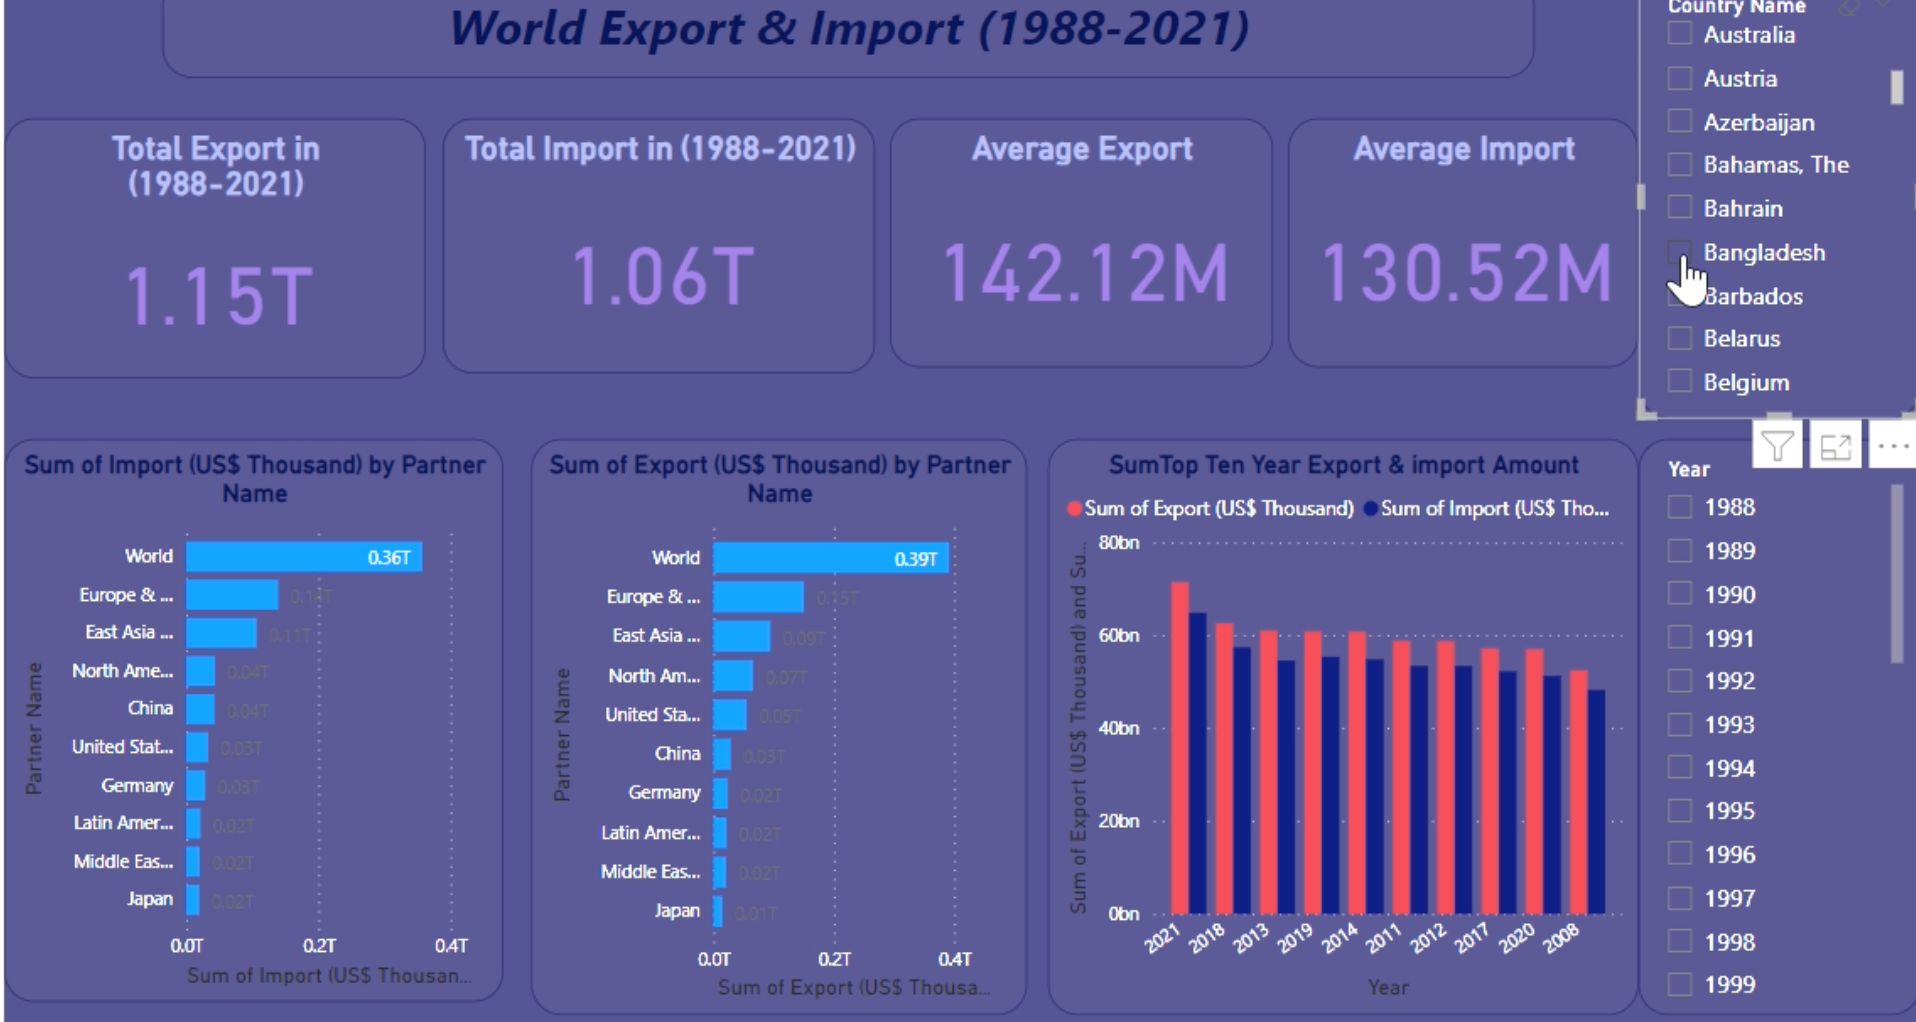 World Export & Import (1988-2021)
Total Export in
(1988-2021)
1.15T
Total Import in (1988-2021)
1.06T
Average Export
142.12M
Average Import
130.52M
Country Name
Australia
Austria
Azerbaijan
Bahamas, The
Bahrain
Bangladesh
Barbados
Belarus
Belgium
Sum of Import (US$ Thousand) by Partner
Name
Partner Name
World
0.36T
Europe & ...
0.14T
East Asia ...
0.11T
North Ame...
0.04T
China
0.04T
United Stat...
0.03T
Germany
0.03T
Latin Amer...
0.02T
Middle Eas...
0.02T
Japan
0.02T
0.0T 0.2T 0.4T
Sum of Import (US$ Thousan...
Sum of Export (US$ Thousand) by Partner
Name
Partner Name
World
0.39T
Europe & ...
0.15T
East Asia ...
0.09T
North Am...
0.07T
United Sta...
0.05T
China
0.03T
Germany
0.02T
Latin Amer...
0.02T
Middle Eas...
0.02T
Japan
0.01T
0.0T 0.2T 0.4T
Sum of Export (US$ Thousa...
SumTop Ten Year Export & import Amount
Sum of Export (US$ Thousand) Sum of Import (US$ Tho...
Sum of Export (US$ Thousand) and Su...
80bn
60bn
40bn
20bn
0bn
2021 2018 2013 2019 2014 2011 2012 2017 2020 2008
Year
Year
1988
1989
1990
1991
1992
1993
1994
1995
1996
1997
1998
1999